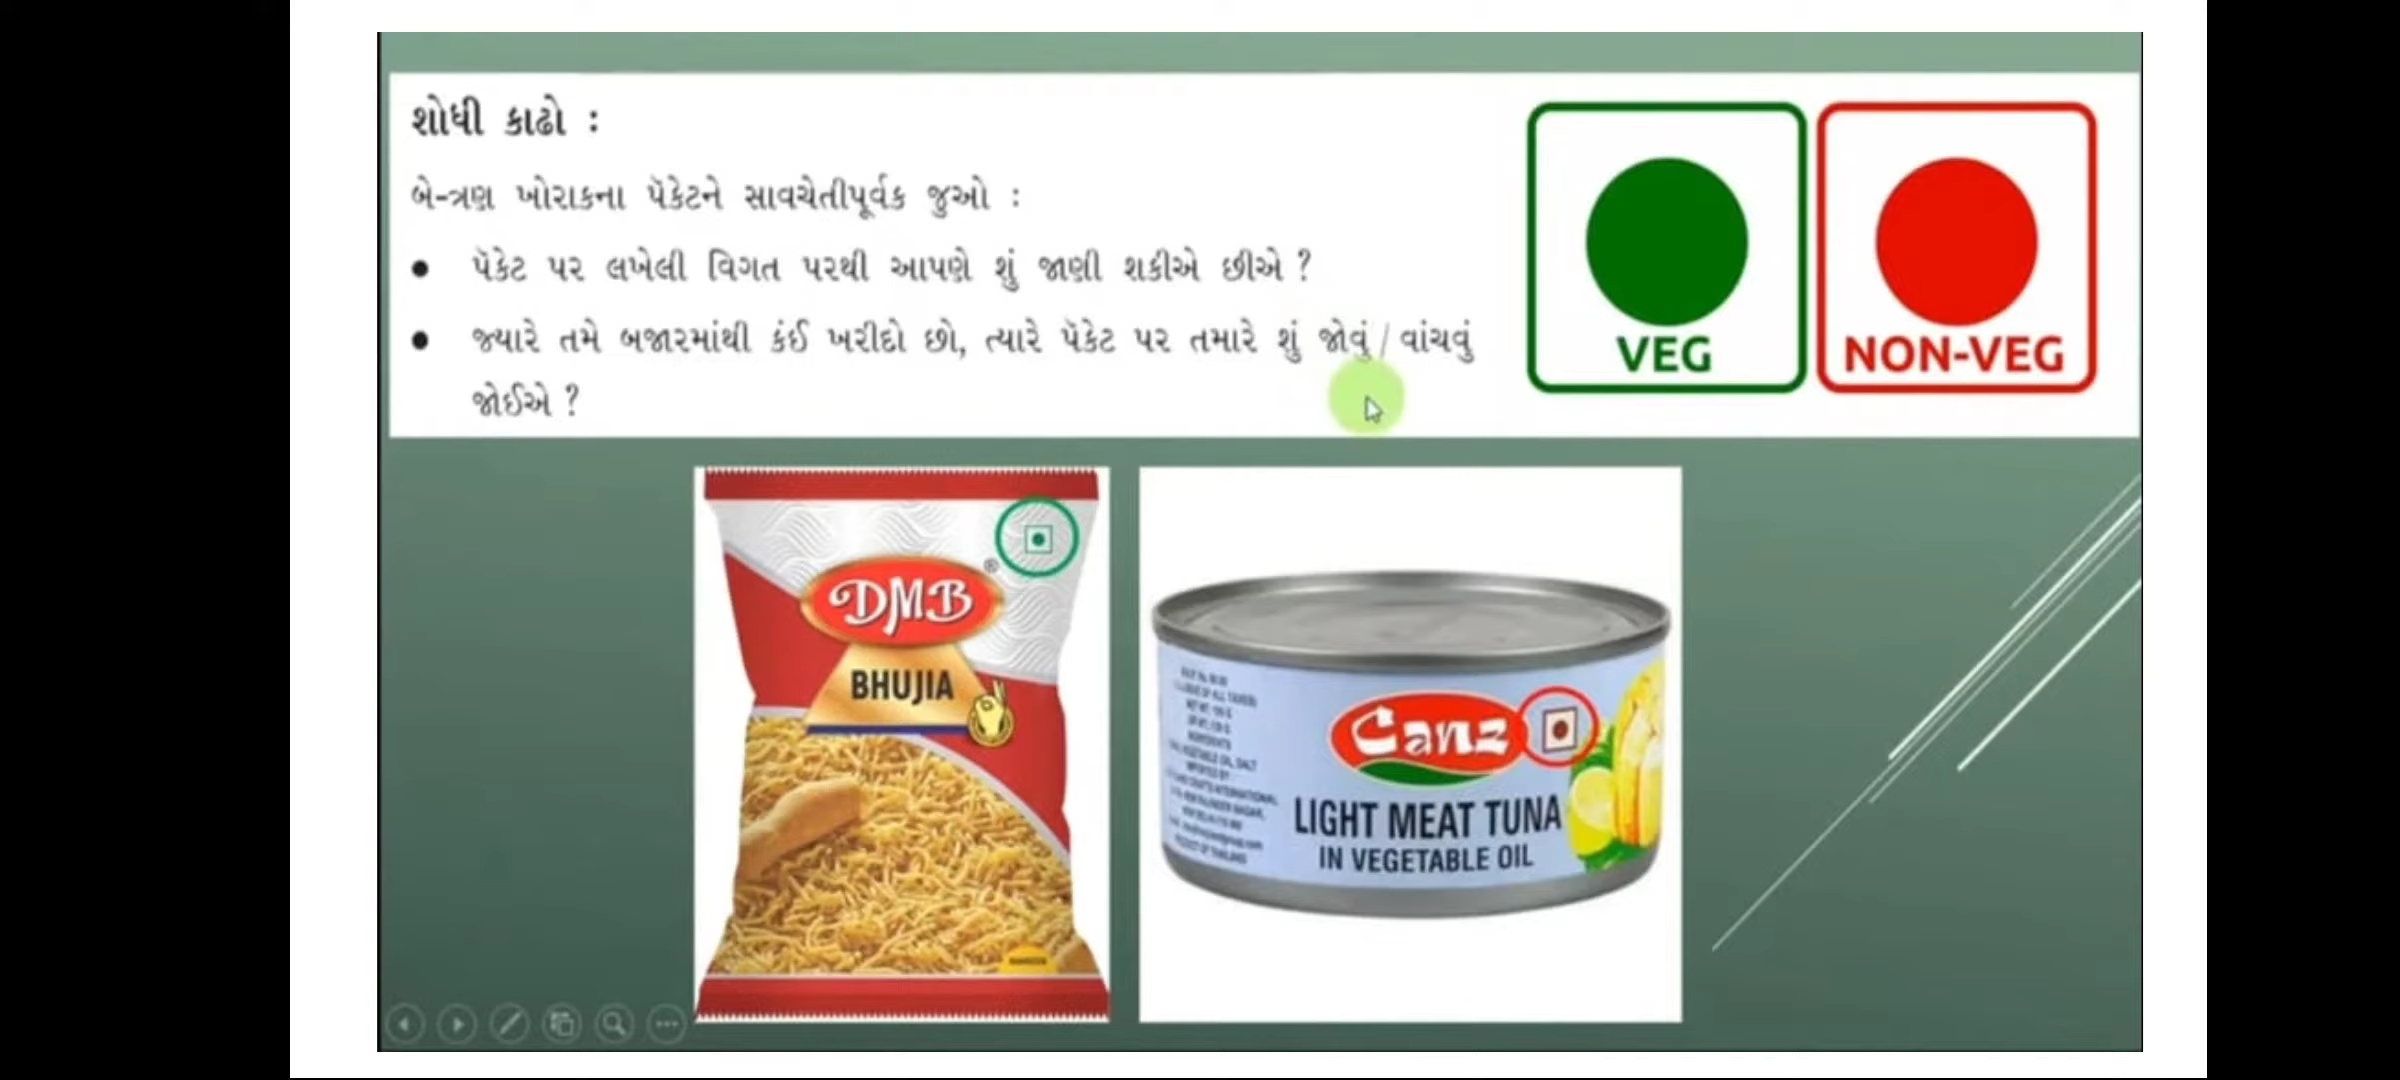 શોધી કાઢો :
બે-ત્રણ ખોરાકના પૅકેટને સાવચેતીપૂર્વક જુઓ :
● પૅકેટ પર લખેલી વિગત પરથી આપણે શું જાણી શકીએ છીએ ?
● જ્યારે તમે બજારમાંથી કંઈ ખરીદો છો, ત્યારે પૅકેટ પર તમારે શું જોવું / વાંચવું
જોઈએ ?
VEG
NON-VEG
DMB
®
BHUJIA
Canz
LIGHT MEAT TUNA
IN VEGETABLE OIL